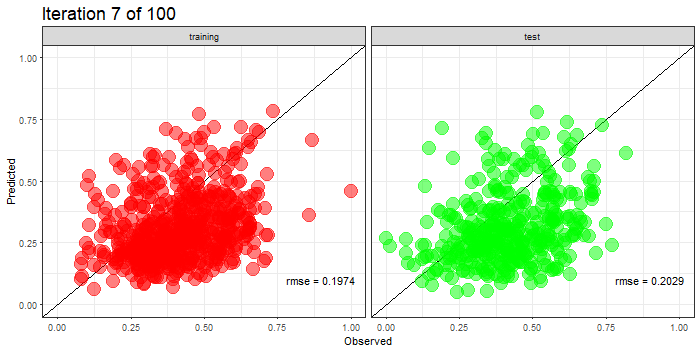 Iteration 7 of 100
training
test
Predicted
1.00
0.75
0.50
0.25
0.00
rmse = 0.1974
rmse = 0.2029
0.00 0.25 0.50 0.75 1.00
0.00 0.25 0.50 0.75 1.00
Observed